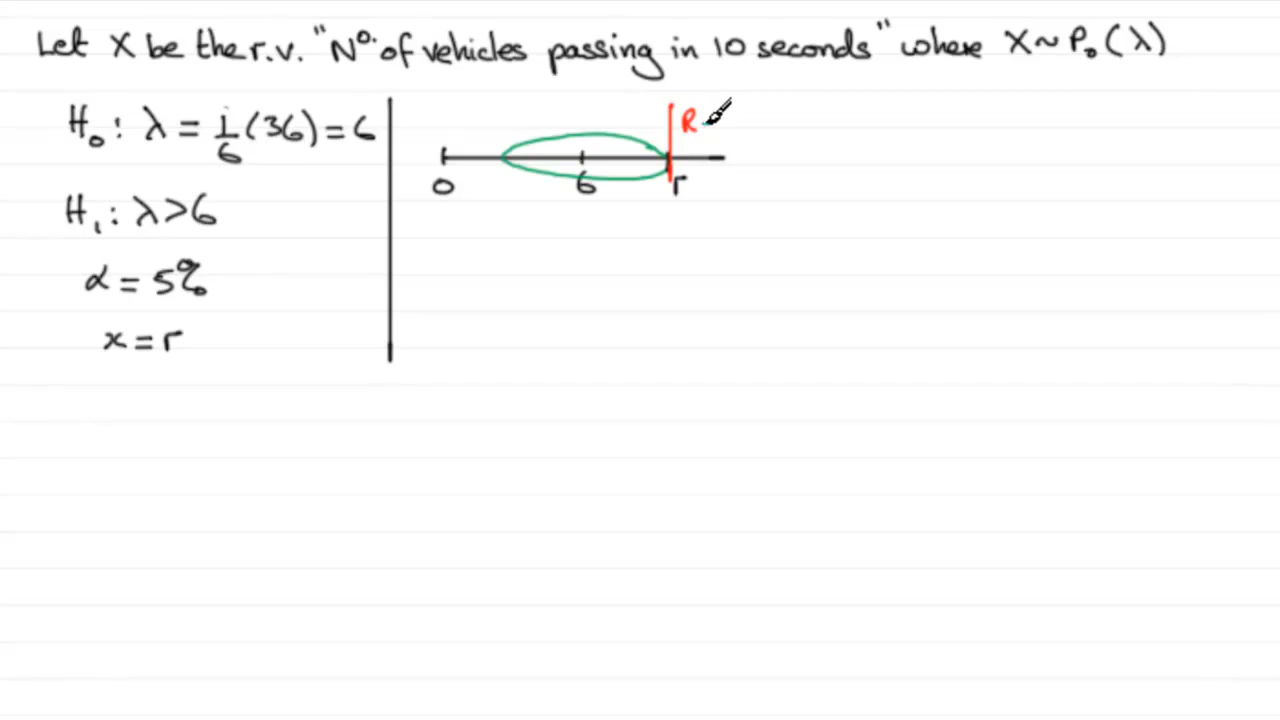 Let X be the r.v. "Nº. of vehicles passing in 10 seconds" where X ~ Po(λ)
H₀ : λ = 1/6 (36) = 6
H₁ : λ > 6
α = 5%
x = r
R
0 6 r